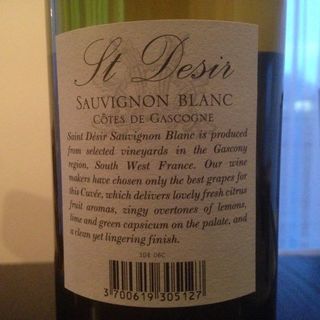 St Desir
SAUVIGNON BLANC
CÔTES DE GASCOGNE
Saint Désir Sauvignon Blanc is produced
from selected vineyards in the Gascony
region, South West France. Our wine
makers have chosen only the best grapes for
this Cuvée, which delivers lovely fresh citrus
fruit aromas, zingy overtones of lemons,
lime and green capsicum on the palate, and
a clean yet lingering finish.
3 700619 305127